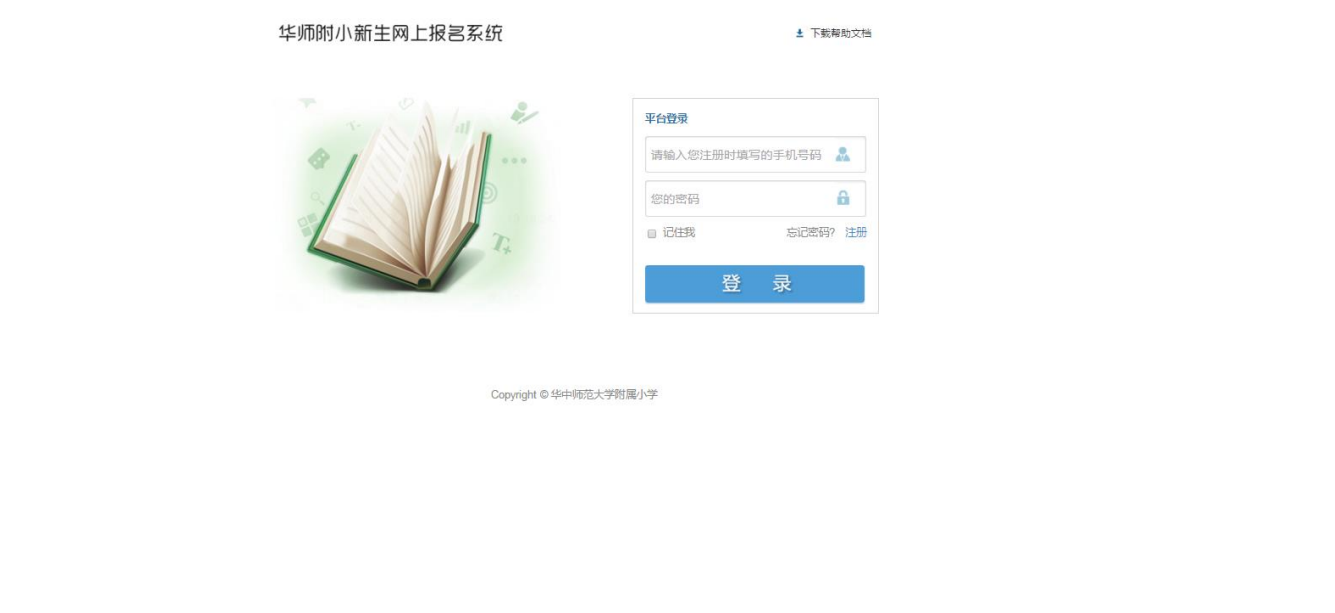 华师附小新生网上报名系统
下载帮助文档
平台登录
请输入您注册时填写的手机号码
您的密码
记住我 忘记密码? 注册
登 录
Copyright © 华中师范大学附属小学